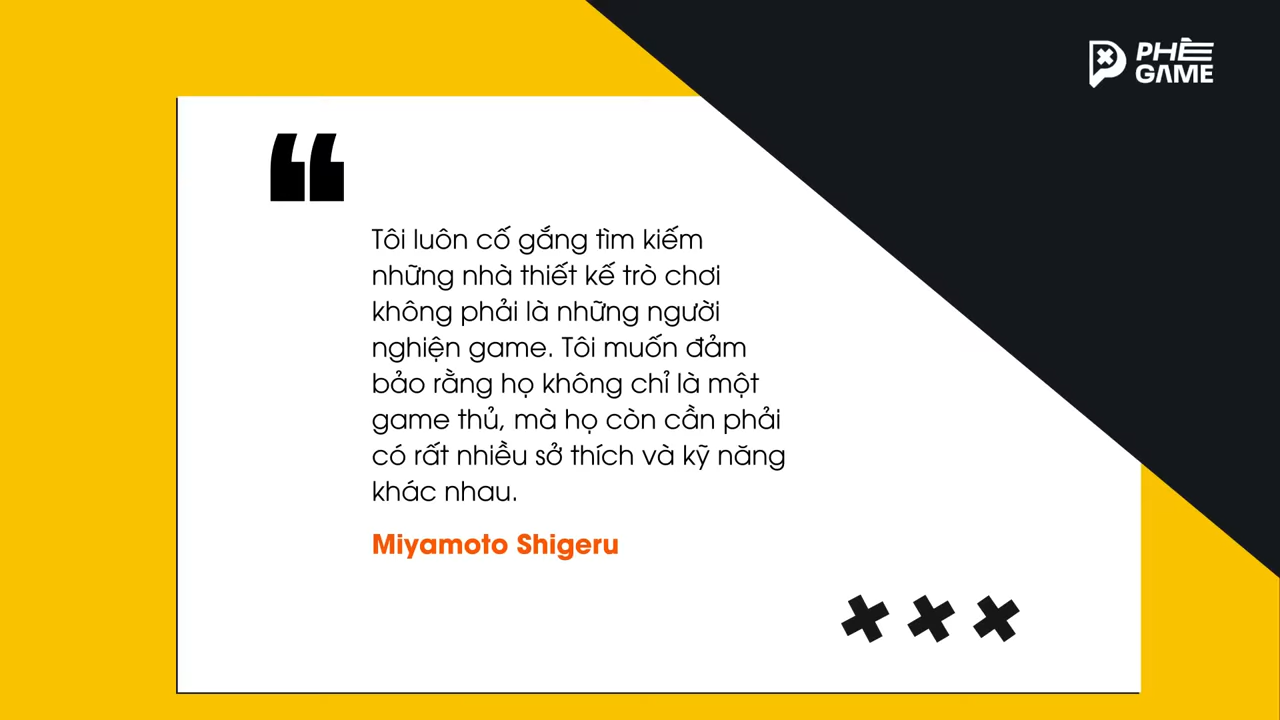 PHÊ
GAME
“
Tôi luôn cố gắng tìm kiếm
những nhà thiết kế trò chơi
không phải là những người
nghiện game. Tôi muốn đảm
bảo rằng họ không chỉ là một
game thủ, mà họ còn cần phải
có rất nhiều sở thích và kỹ năng
khác nhau.
Miyamoto Shigeru